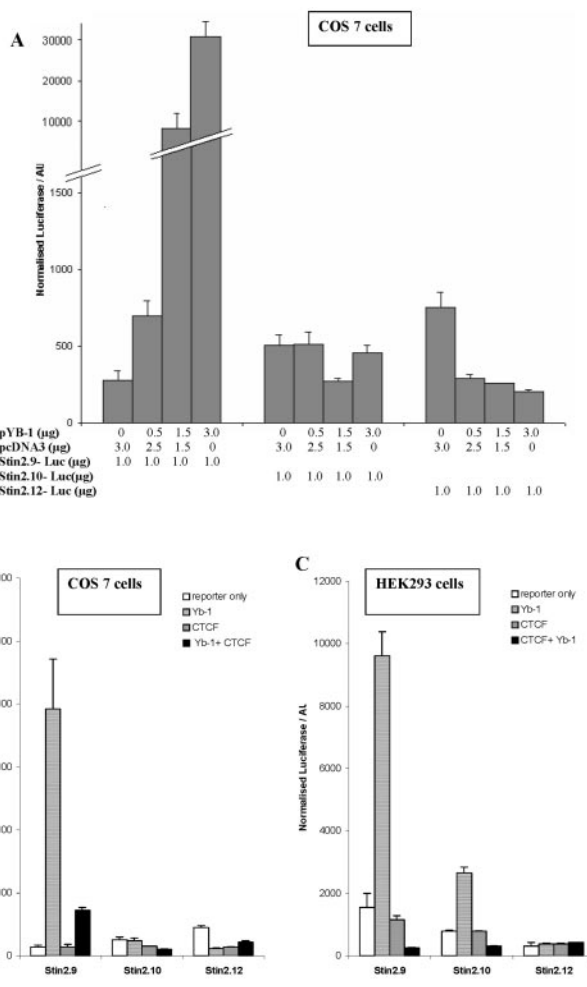 A
COS 7 cells
Normalised Luciferase / AU
30000
20000
10000
1500
1000
500
0
pYB-1 (µg) 0 0.5 1.5 3.0 0 0.5 1.5 3.0 0 0.5 1.5 3.0
pcDNA3 (µg) 3.0 2.5 1.5 0 3.0 2.5 1.5 0 3.0 2.5 1.5 0
Stin2.9- Luc (µg) 1.0 1.0 1.0 1.0
Stin2.10- Luc(µg) 1.0 1.0 1.0 1.0
Stin2.12- Luc (µg) 1.0 1.0 1.0 1.0
COS 7 cells
reporter only
Yb-1
CTCF
Yb-1+ CTCF
0
Stin2.9 Stin2.10 Stin2.12
C
HEK293 cells
reporter only
Yb-1
CTCF
CTCF+ Yb-1
Normalised Luciferase / AU
12000
10000
8000
6000
4000
2000
0
Stin2.9 Stin2.10 Stin2.12